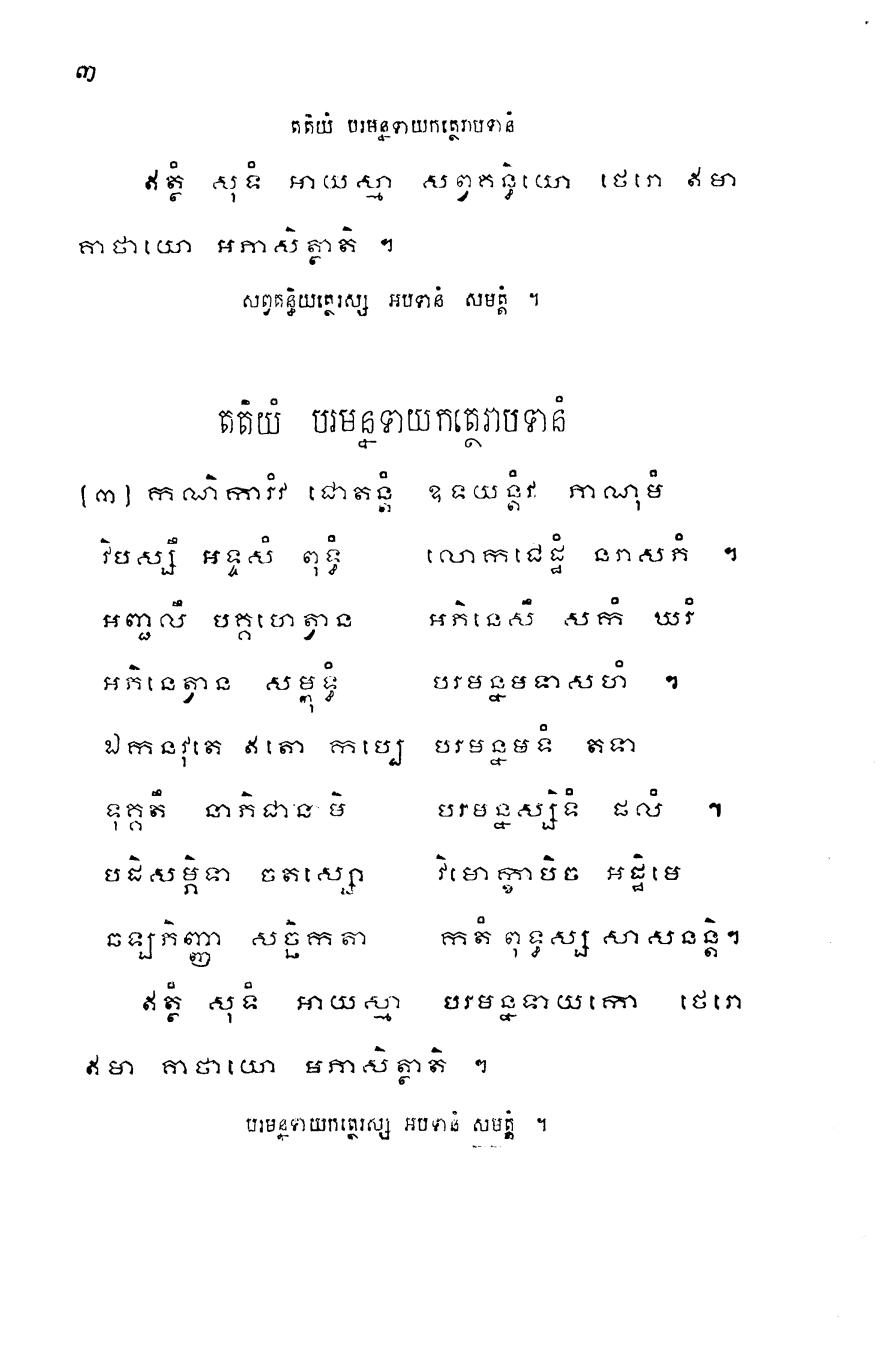 ៣
តតិយំ បរមន្នទាយកត្ថេរាបទានំ
ឥត្ថំ សុទំ អាយស្មា សព្វគន្ធិយោ ថេរោ ឥមា
គាថាយោ អភាសិត្ថាតិ ។
សព្វគន្ធិយត្ថេរស្ស អបទានំ សមត្តំ ។
តតិយំ បរមន្នទាយកត្ថេរាបទានំ
[៣] កណិការំវ ជោតន្តំ ឧទយន្តំវ ភាណុមំ
វិបស្សឹ អទ្ទសំ ពុទ្ធំ លោកជេដ្ឋំ នរាសភំ ។
អញ្ជលឹ បគ្គហេត្វាន អភិនេសឹ សកំ ឃរំ
អភិនេត្វាន សម្ពុទ្ធំ បរមន្នមទាសហំ ។
ឯកនវុតេ ឥតោ កប្បេ បរមន្នមទំ តទា
ទុគ្គតឹ នាភិជានាមិ បរមន្នស្សិទំ ផលំ ។
បដិសម្ភិទា ចតស្សោ វិមោក្ខាបិច អដ្ឋិមេ
ឆឡភិញ្ញា សច្ឆិកតា កតំ ពុទ្ធស្ស សាសនន្តិ។
ឥត្ថំ សុទំ អាយស្មា បរមន្នទាយកោ ថេរោ
ឥមា គាថាយោ អភាសិត្ថាតិ ។
បរមន្នទាយកត្ថេរស្ស អបទានំ សមត្តំ ។